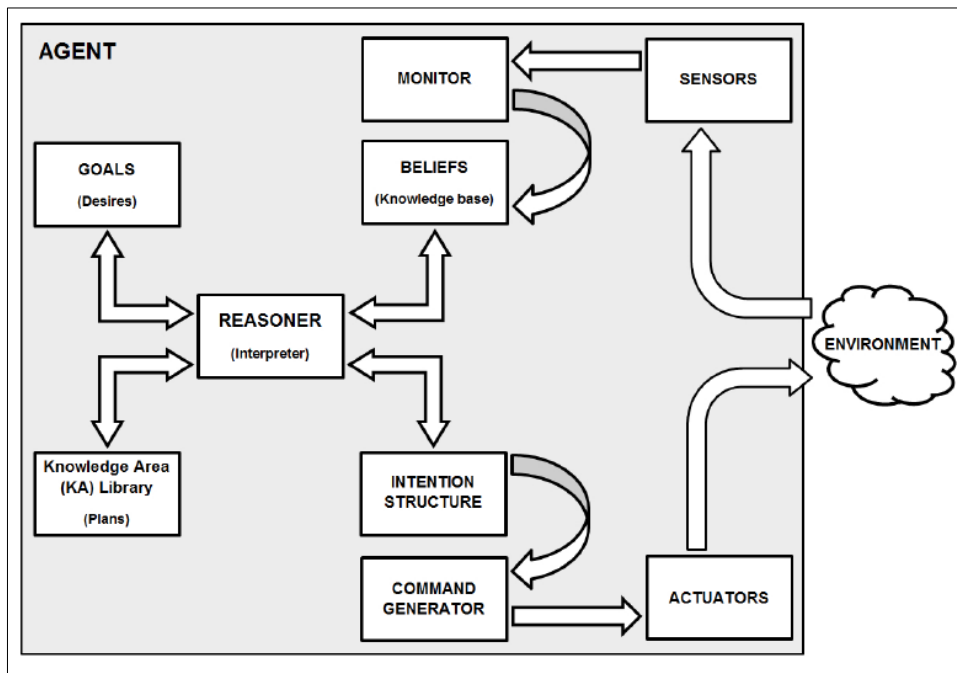 AGENT
MONITOR
SENSORS
GOALS
(Desires)
BELIEFS
(Knowledge base)
REASONER
(Interpreter)
ENVIRONMENT
Knowledge Area
(KA) Library
(Plans)
INTENTION
STRUCTURE
COMMAND
GENERATOR
ACTUATORS